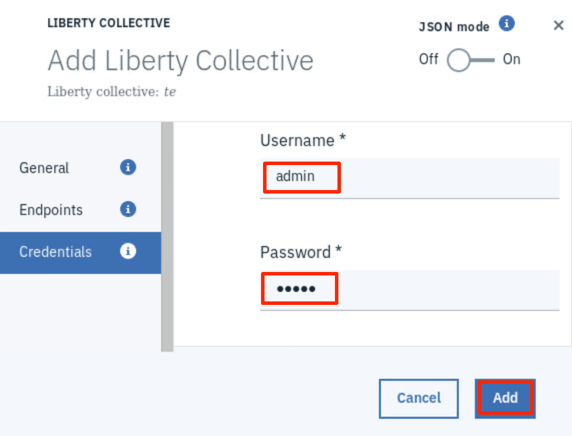 LIBERTY COLLECTIVE
JSON mode
Add Liberty Collective
Off On
Liberty collective: te
General
Endpoints
Credentials
Username *
admin
Password *
•••••
Cancel
Add